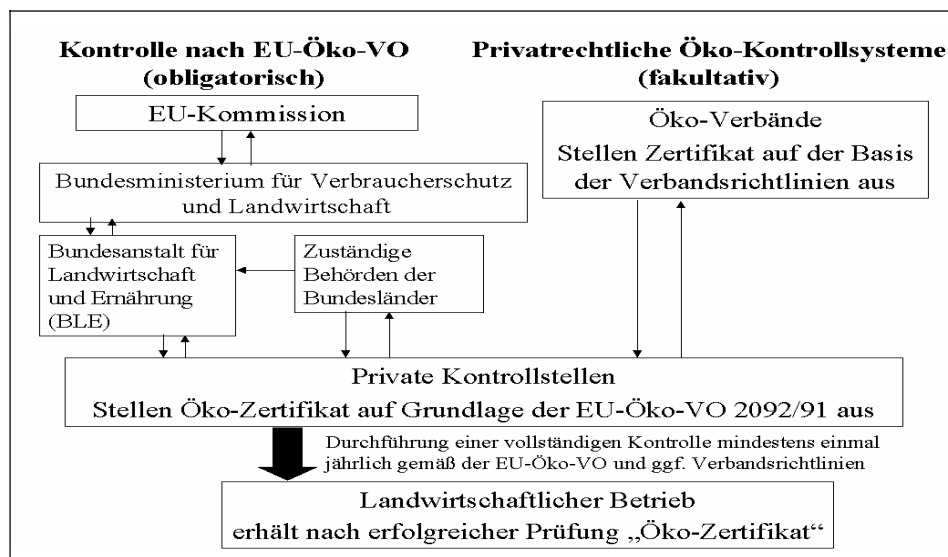 Kontrolle nach EU-Öko-VO
(obligatorisch)
Privatrechtliche Öko-Kontrollsysteme
(fakultativ)
EU-Kommission
Öko-Verbände
Stellen Zertifikat auf der Basis
der Verbandsrichtlinien aus
Bundesministerium für Verbraucherschutz
und Landwirtschaft
Bundesanstalt für
Landwirtschaft
und Ernährung
(BLE)
Zuständige
Behörden der
Bundesländer
Private Kontrollstellen
Stellen Öko-Zertifikat auf Grundlage der EU-Öko-VO 2092/91 aus
Durchführung einer vollständigen Kontrolle mindestens einmal
jährlich gemäß der EU-Öko-VO und ggf. Verbandsrichtlinien
Landwirtschaftlicher Betrieb
erhält nach erfolgreicher Prüfung „Öko-Zertifikat“